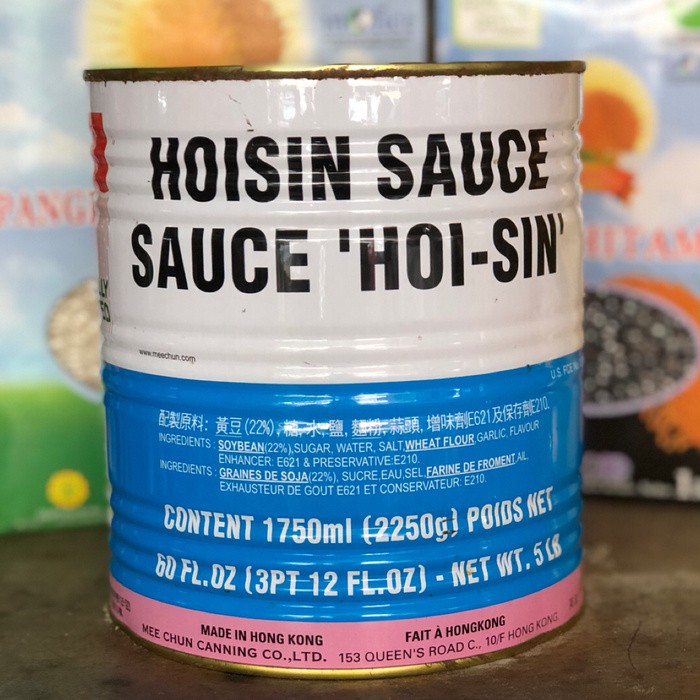 HOISIN SAUCE
SAUCE 'HOI-SIN'
www.meechun.com
配製原料: 黃豆(22%), 糖, 水, 鹽, 麵粉, 蒜頭, 增味劑E621及保存劑E210.
INGREDIENTS : SOYBEAN(22%),SUGAR, WATER, SALT,WHEAT FLOUR,GARLIC, FLAVOUR
ENHANCER: E621 & PRESERVATIVE:E210.
INGREDIENTS : GRAINES DE SOJA(22%), SUCRE,EAU,SEL,FARINE DE FROMENT,AIL.
EXHAUSTEUR DE GOUT E621 ET CONSERVATEUR: E210.
CONTENT 1750ml (2250g) POIDS NET
60 FL.OZ (3PT 12 FL.OZ) - NET WT. 5 LB
MADE IN HONG KONG
FAIT À HONGKONG
MEE CHUN CANNING CO.,LTD. 153 QUEEN'S ROAD C., 10/F HONG KONG